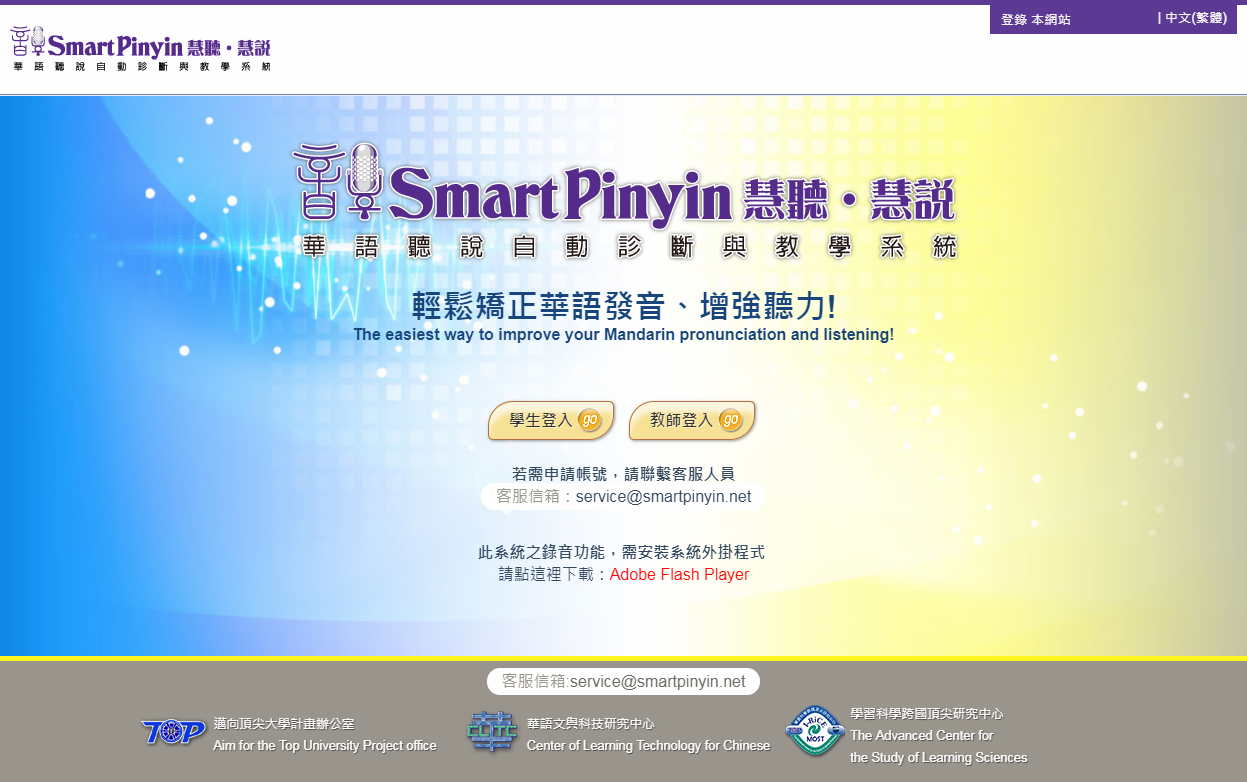 登錄 本網站
| 中文(繁體)
SmartPinyin 慧聽・慧説
華語聽說自動診斷與教學系統
SmartPinyin 慧聽・慧説
華語聽說自動診斷與教學系統
輕鬆矯正華語發音、增強聽力!
The easiest way to improve your Mandarin pronunciation and listening!
學生登入 go
教師登入 go
若需申請帳號，請聯繫客服人員
客服信箱：service@smartpinyin.net
此系統之錄音功能，需安裝系統外掛程式
請點這裡下載：Adobe Flash Player
客服信箱:service@smartpinyin.net
TOP
邁向頂尖大學計畫辦公室
Aim for the Top University Project office
華語文與科技研究中心
Center of Learning Technology for Chinese
MOST
學習科學跨國頂尖研究中心
The Advanced Center for
the Study of Learning Sciences